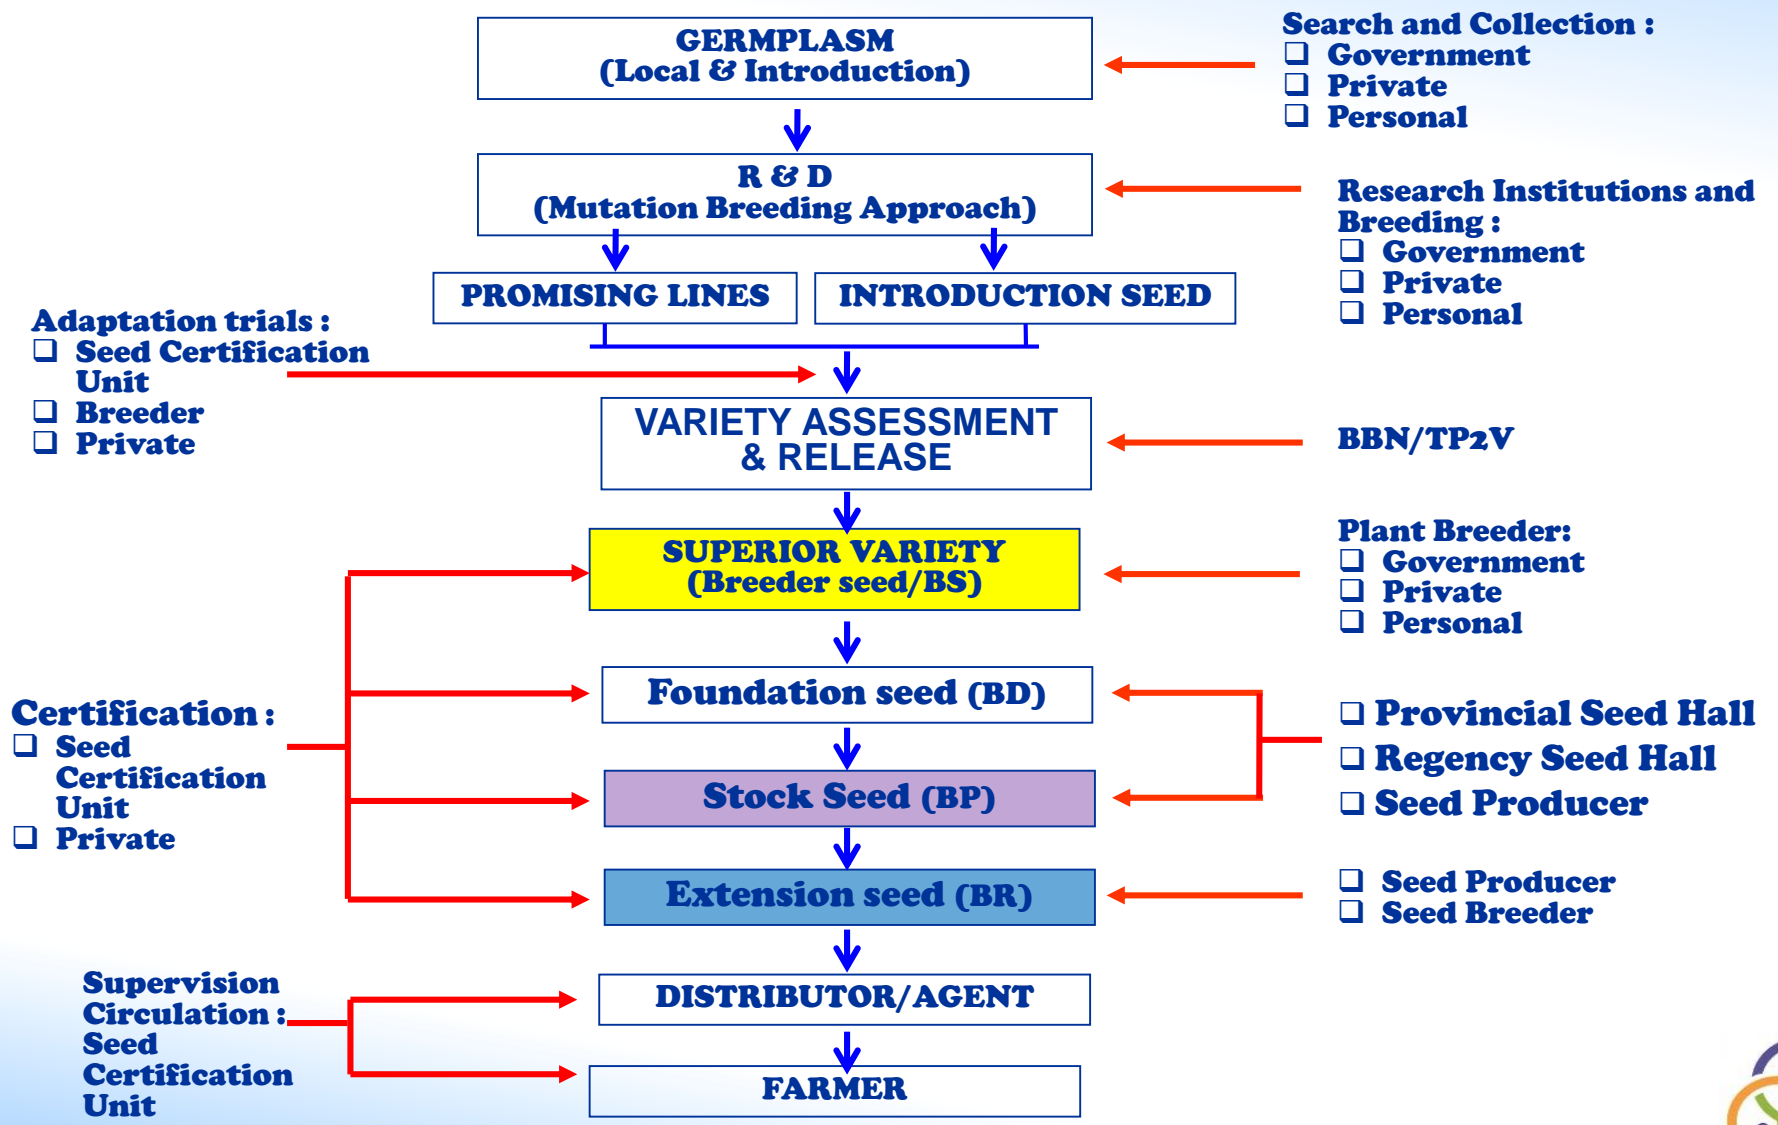 GERMPLASM
(Local & Introduction)
Search and Collection :
❑ Government
❑ Private
❑ Personal
R & D
(Mutation Breeding Approach)
Research Institutions and
Breeding :
❑ Government
❑ Private
❑ Personal
PROMISING LINES
INTRODUCTION SEED
Adaptation trials :
❑ Seed Certification
Unit
❑ Breeder
❑ Private
VARIETY ASSESSMENT
& RELEASE
BBN/TP2V
SUPERIOR VARIETY
(Breeder seed/BS)
Plant Breeder:
❑ Government
❑ Private
❑ Personal
Foundation seed (BD)
Certification :
❑ Seed
Certification
Unit
❑ Private
❑ Provincial Seed Hall
❑ Regency Seed Hall
❑ Seed Producer
Stock Seed (BP)
Extension seed (BR)
❑ Seed Producer
❑ Seed Breeder
Supervision
Circulation :
Seed
Certification
Unit
DISTRIBUTOR/AGENT
FARMER